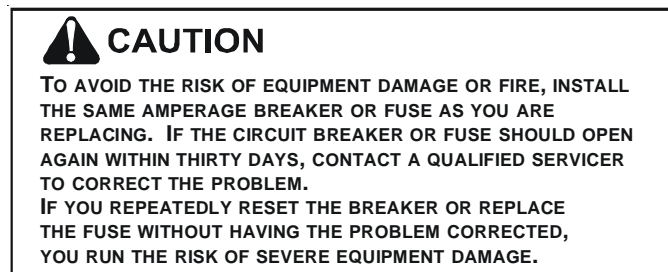 CAUTION
TO AVOID THE RISK OF EQUIPMENT DAMAGE OR FIRE, INSTALL
THE SAME AMPERAGE BREAKER OR FUSE AS YOU ARE
REPLACING. IF THE CIRCUIT BREAKER OR FUSE SHOULD OPEN
AGAIN WITHIN THIRTY DAYS, CONTACT A QUALIFIED SERVICER
TO CORRECT THE PROBLEM.
IF YOU REPEATEDLY RESET THE BREAKER OR REPLACE
THE FUSE WITHOUT HAVING THE PROBLEM CORRECTED,
YOU RUN THE RISK OF SEVERE EQUIPMENT DAMAGE.